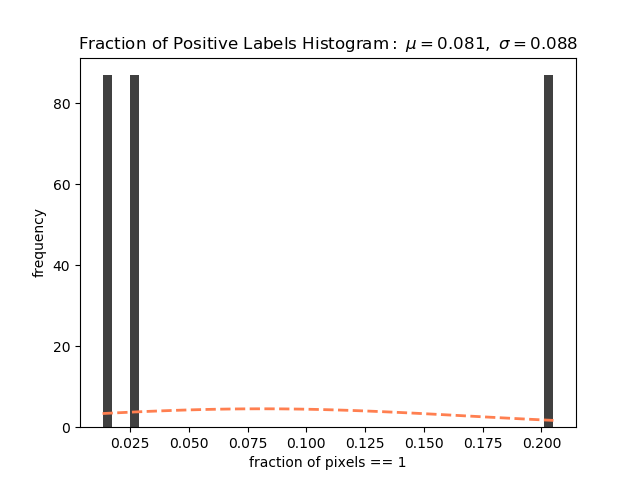 Fraction of Positive Labels Histogram : μ = 0.081, σ = 0.088
frequency
80
60
40
20
0
0.025 0.050 0.075 0.100 0.125 0.150 0.175 0.200
fraction of pixels == 1